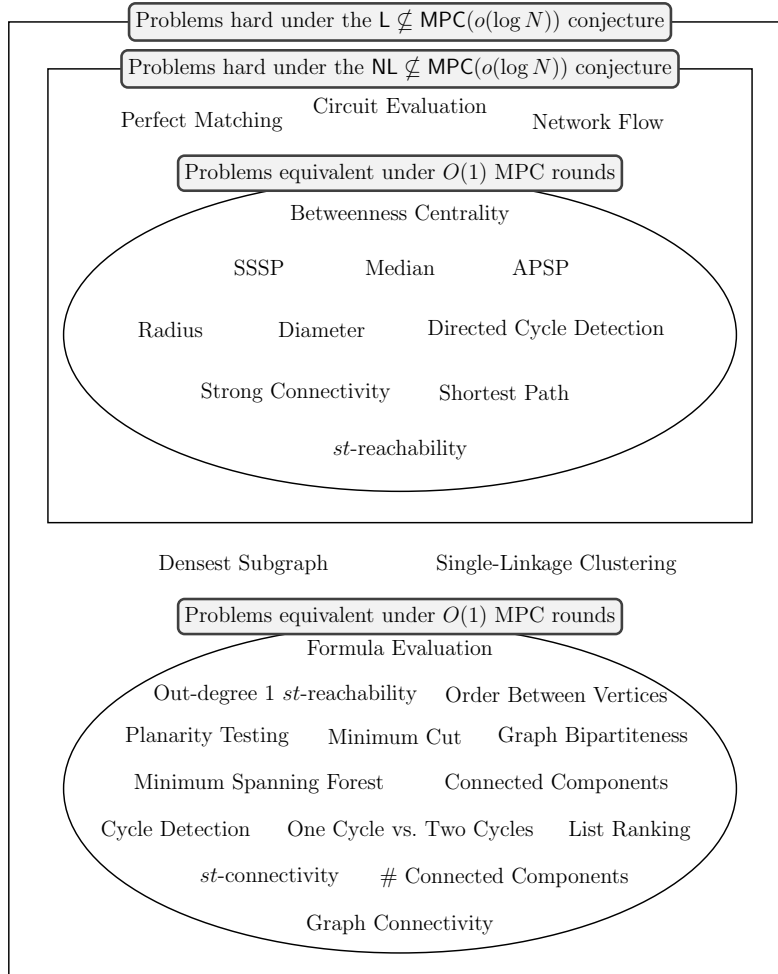 Problems hard under the L ⊈ MPC(o(log N)) conjecture
Problems hard under the NL ⊈ MPC(o(log N)) conjecture
Circuit Evaluation
Perfect Matching Network Flow
Problems equivalent under O(1) MPC rounds
Betweenness Centrality
SSSP Median APSP
Radius Diameter Directed Cycle Detection
Strong Connectivity Shortest Path
st-reachability
Densest Subgraph Single-Linkage Clustering
Problems equivalent under O(1) MPC rounds
Formula Evaluation
Out-degree 1 st-reachability Order Between Vertices
Planarity Testing Minimum Cut Graph Bipartiteness
Minimum Spanning Forest Connected Components
Cycle Detection One Cycle vs. Two Cycles List Ranking
st-connectivity # Connected Components
Graph Connectivity